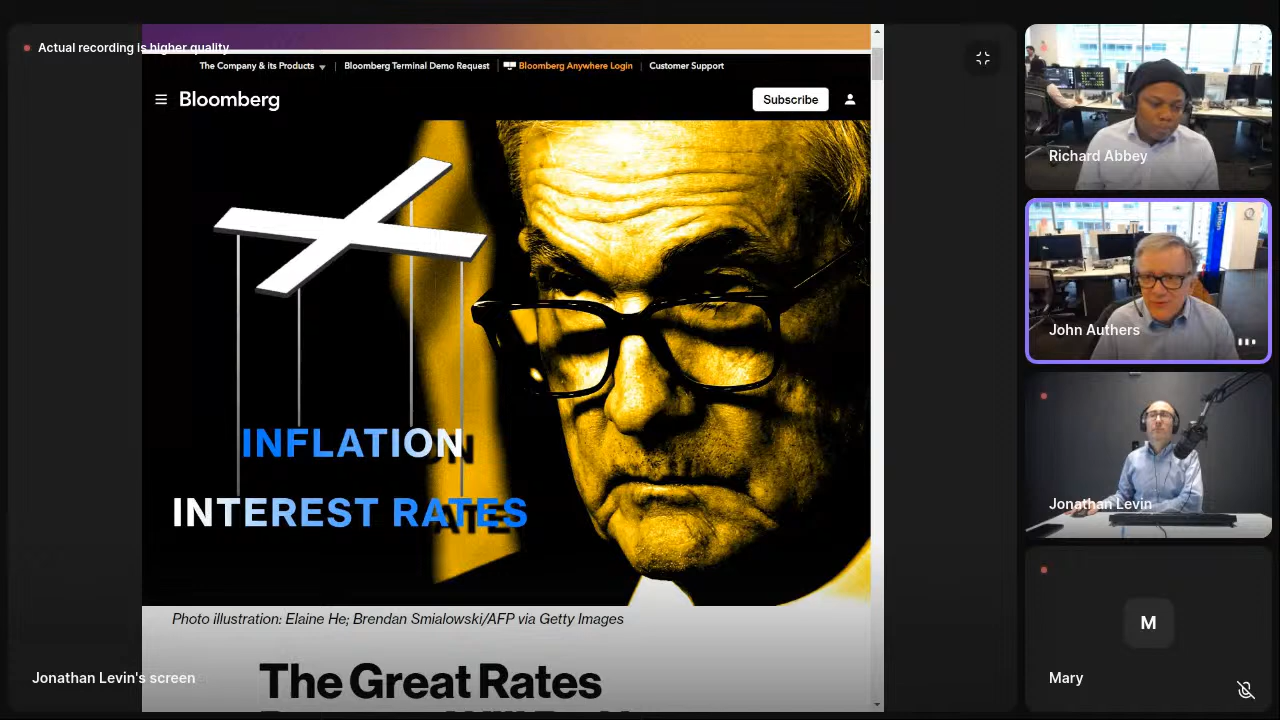 Actual recording is higher quality
The Company & its Products
Bloomberg Terminal Demo Request
Bloomberg Anywhere Login
Customer Support
Bloomberg
Subscribe
INFLATION
INTEREST RATES
Photo illustration: Elaine He; Brendan Smialowski/AFP via Getty Images
The Great Rates
Jonathan Levin's screen
Richard Abbey
Opinion
John Authers
Jonathan Levin
M
Mary